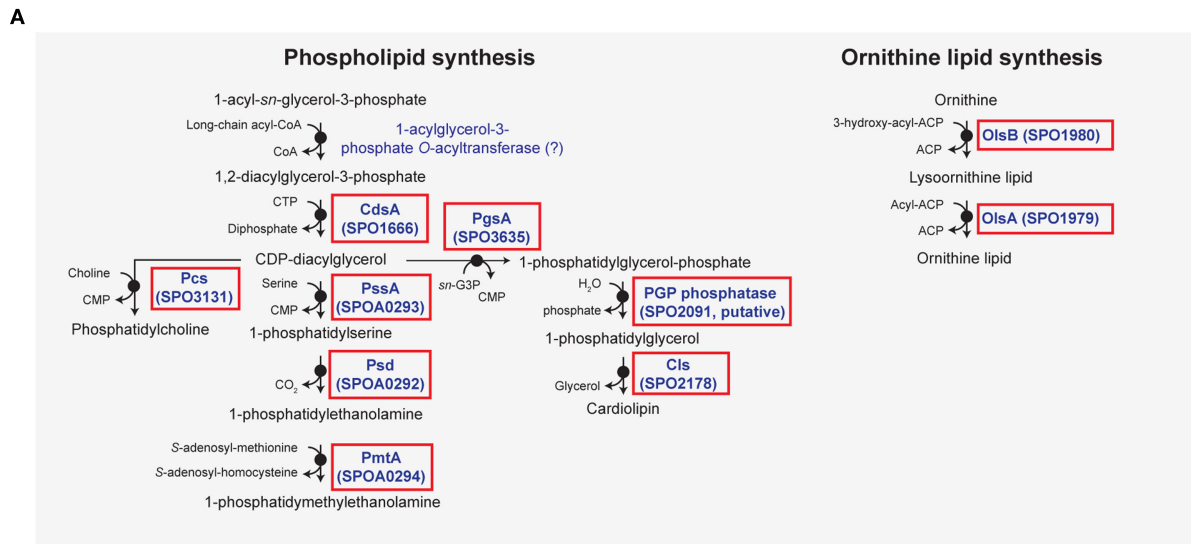 A
Phospholipid synthesis
1-acyl-sn-glycerol-3-phosphate
Long-chain acyl-CoA
CoA
1-acylglycerol-3-
phosphate O-acyltransferase (?)
1,2-diacylglycerol-3-phosphate
CTP
Diphosphate
CdsA
(SPO1666)
PgsA
(SPO3635)
CDP-diacylglycerol
sn-G3P
CMP
1-phosphatidylglycerol-phosphate
Choline
CMP
Pcs
(SPO3131)
Phosphatidylcholine
Serine
CMP
PssA
(SPOA0293)
1-phosphatidylserine
H2O
phosphate
PGP phosphatase
(SPO2091, putative)
1-phosphatidylglycerol
CO2
Psd
(SPOA0292)
1-phosphatidylethanolamine
Glycerol
Cls
(SPO2178)
Cardiolipin
S-adenosyl-methionine
S-adenosyl-homocysteine
PmtA
(SPOA0294)
1-phosphatidymethylethanolamine
Ornithine lipid synthesis
Ornithine
3-hydroxy-acyl-ACP
ACP
OlsB (SPO1980)
Lysoornithine lipid
Acyl-ACP
ACP
OlsA (SPO1979)
Ornithine lipid